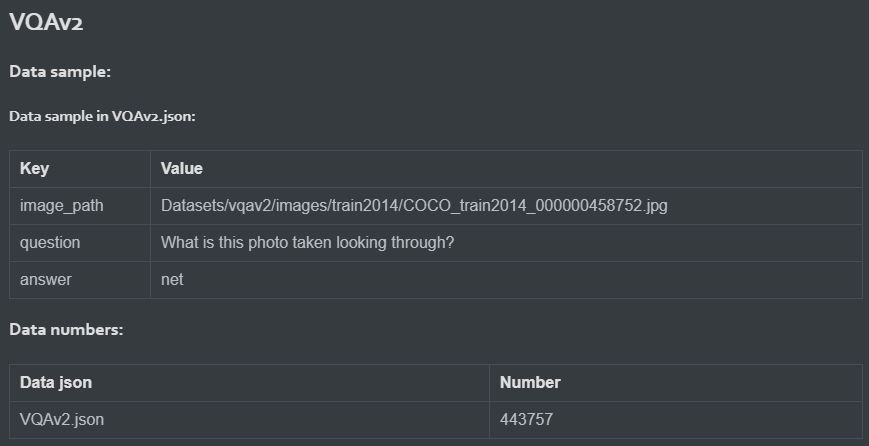 VQAv2
Data sample:
Data sample in VQAv2.json:
Key Value
image_path Datasets/vqav2/images/train2014/COCO_train2014_000000458752.jpg
question What is this photo taken looking through?
answer net
Data numbers:
Data json Number
VQAv2.json 443757